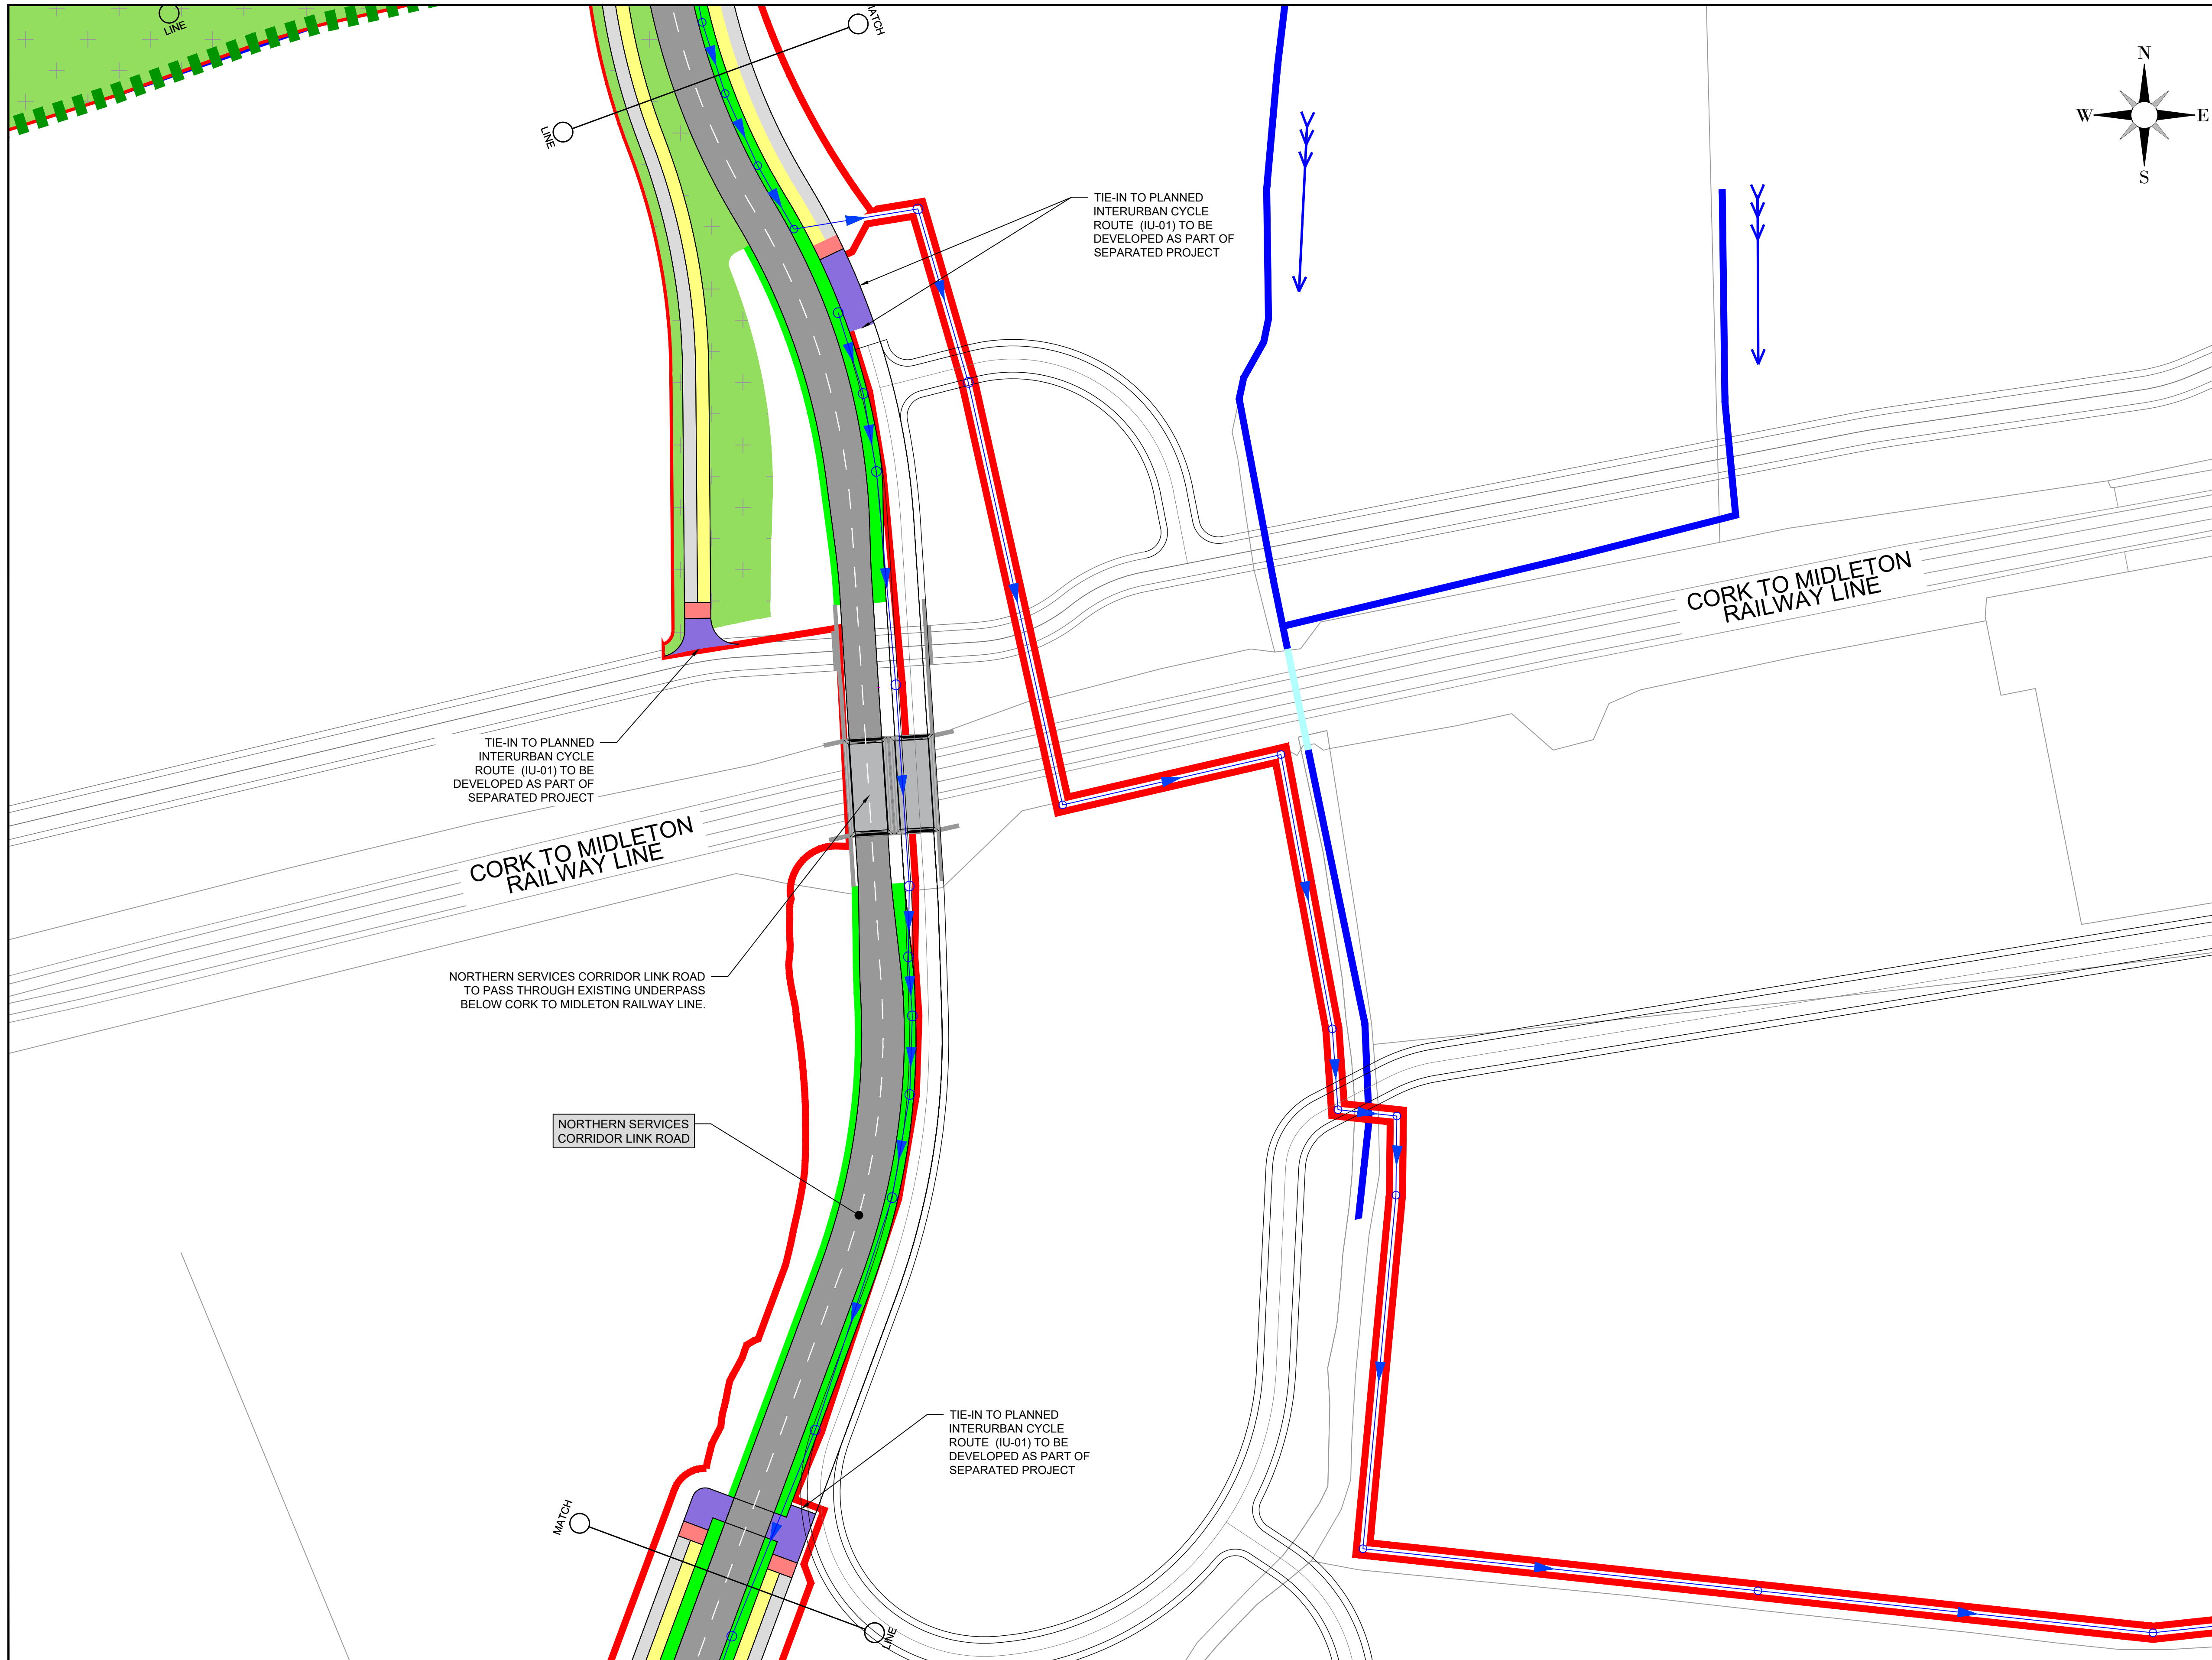 LINE
MATCH
LINE
N
W
E
S
TIE-IN TO PLANNED
INTERURBAN CYCLE
ROUTE (IU-01) TO BE
DEVELOPED AS PART OF
SEPARATED PROJECT
CORK TO MIDLETON
RAILWAY LINE
TIE-IN TO PLANNED
INTERURBAN CYCLE
ROUTE (IU-01) TO BE
DEVELOPED AS PART OF
SEPARATED PROJECT
CORK TO MIDLETON
RAILWAY LINE
NORTHERN SERVICES CORRIDOR LINK ROAD
TO PASS THROUGH EXISTING UNDERPASS
BELOW CORK TO MIDLETON RAILWAY LINE.
NORTHERN SERVICES
CORRIDOR LINK ROAD
TIE-IN TO PLANNED
INTERURBAN CYCLE
ROUTE (IU-01) TO BE
DEVELOPED AS PART OF
SEPARATED PROJECT
MATCH
LINE